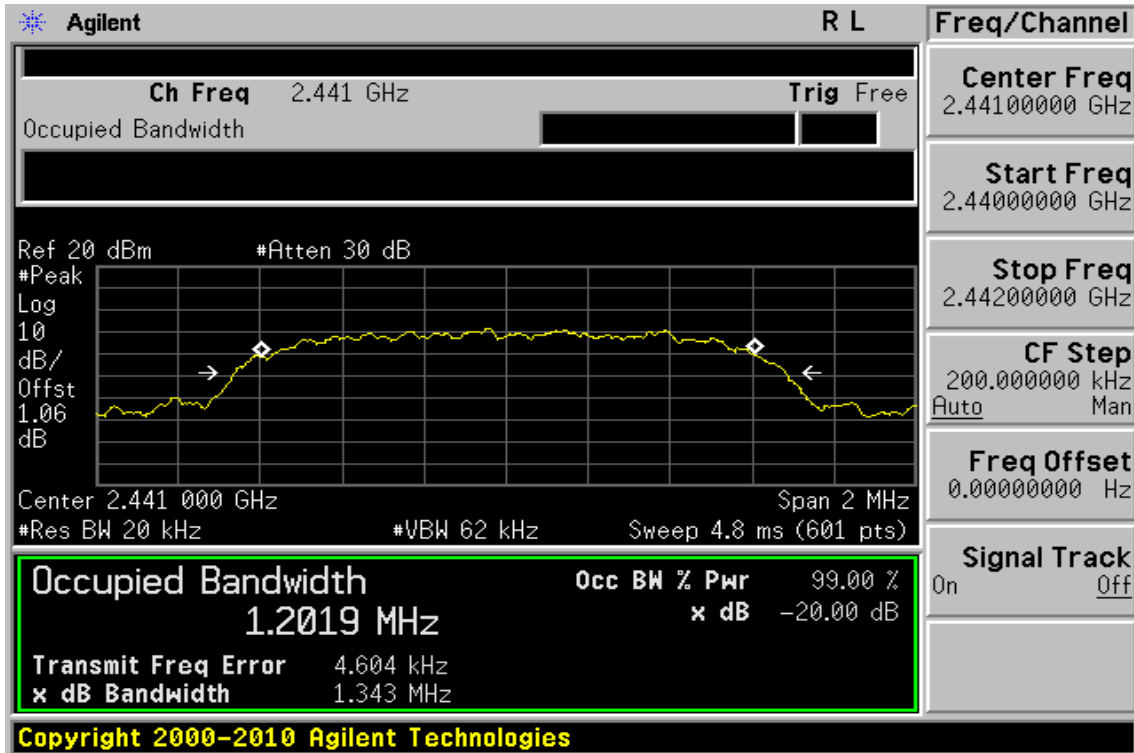 Agilent R L
Ch Freq 2.441 GHz Trig Free
Occupied Bandwidth
Ref 20 dBm #Atten 30 dB
#Peak
Log
10
dB/
Offst
1.06
dB
Center 2.441 000 GHz Span 2 MHz
#Res BW 20 kHz #VBW 62 kHz Sweep 4.8 ms (601 pts)
Occupied Bandwidth
1.2019 MHz
Occ BW % Pwr 99.00 %
x dB -20.00 dB
Transmit Freq Error 4.604 kHz
x dB Bandwidth 1.343 MHz
Copyright 2000-2010 Agilent Technologies
Freq/Channel
Center Freq
2.44100000 GHz
Start Freq
2.44000000 GHz
Stop Freq
2.44200000 GHz
CF Step
200.000000 kHz
Auto Man
Freq Offset
0.00000000 Hz
Signal Track
On Off